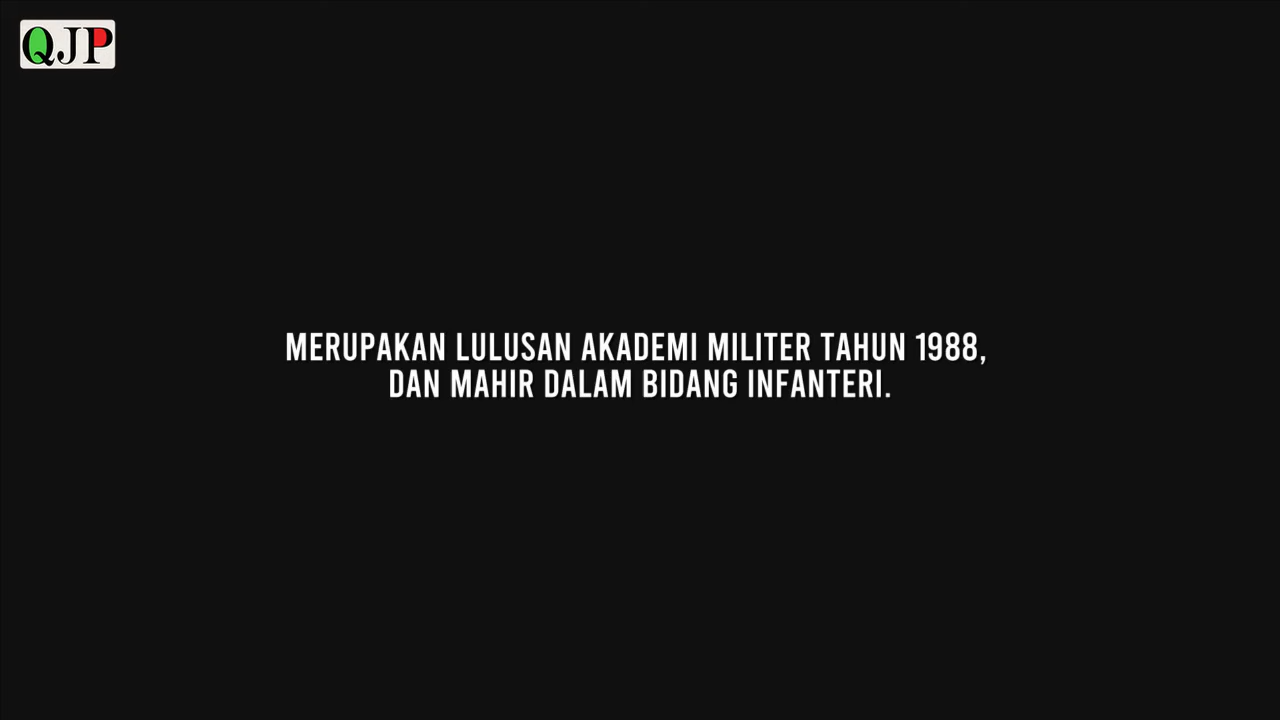 QJP
MERUPAKAN LULUSAN AKADEMI MILITER TAHUN 1988,
DAN MAHIR DALAM BIDANG INFANTERI.